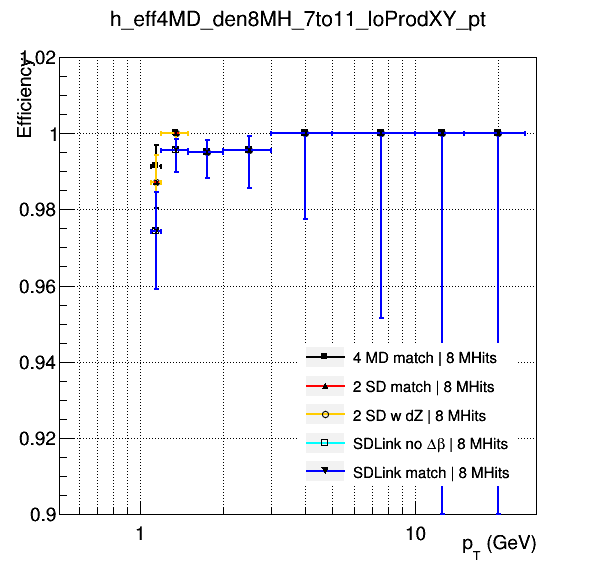 h_eff4MD_den8MH_7to11_loProdXY_pt
Efficiency
1.02
1
0.98
0.96
0.94
0.92
0.9
4 MD match | 8 MHits
2 SD match | 8 MHits
2 SD w dZ | 8 MHits
SDLink no Δβ | 8 MHits
SDLink match | 8 MHits
1
10
p_T (GeV)